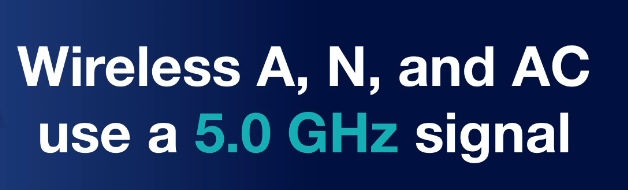 Wireless A, N, and AC
use a 5.0 GHz signal